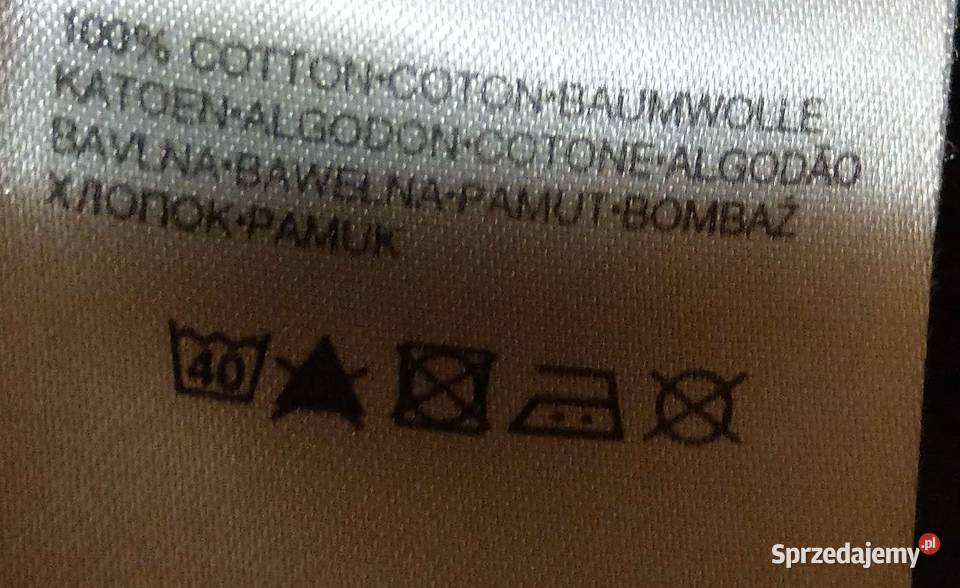 100% COTTON•COTON•BAUMWOLLE
KATOEN•ALGODON•COTONE•ALGODÃO
BAVLNA•BAWEŁNA•PAMUT•BOMBAŽ
ХЛОПОК•PAMUK
40
Sprzedajemy.pl